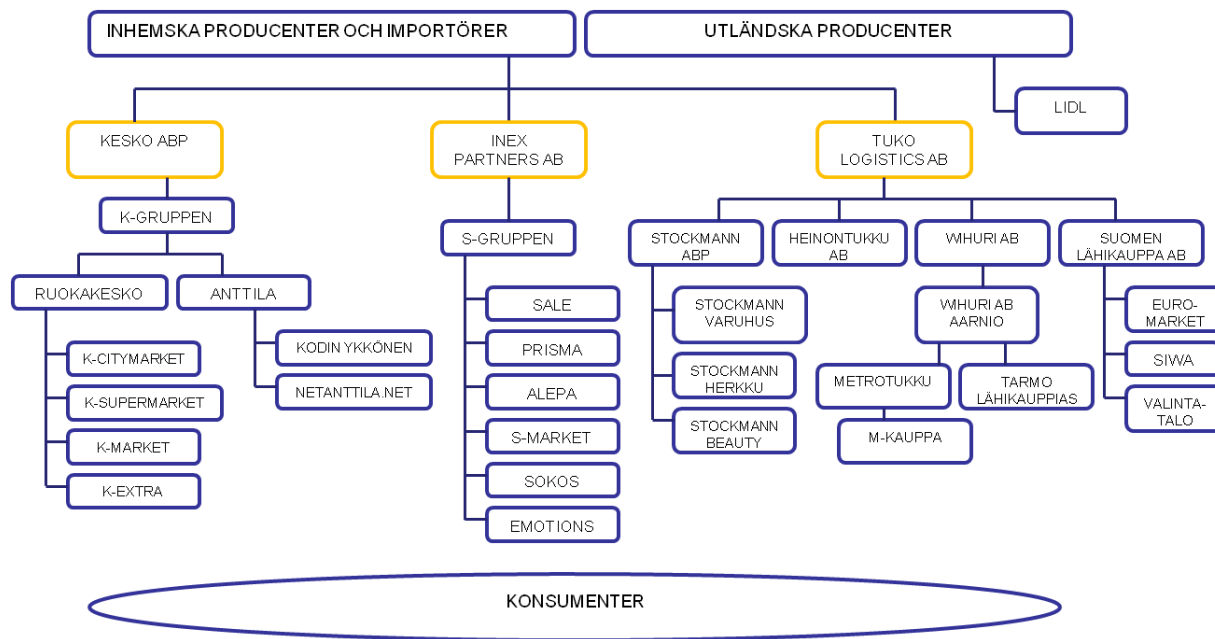 INHEMSKA PRODUCENTER OCH IMPORTÖRER
UTLÄNDSKA PRODUCENTER
LIDL
KESKO ABP
INEX
PARTNERS AB
TUKO
LOGISTICS AB
K-GRUPPEN
S-GRUPPEN
STOCKMANN
ABP
HEINONTUKKU
AB
WIHURI AB
SUOMEN
LÄHIKAUPPA AB
RUOKAKESKO
ANTTILA
K-CITYMARKET
K-SUPERMARKET
K-MARKET
K-EXTRA
KODIN YKKÖNEN
NETANTTILA.NET
SALE
PRISMA
ALEPA
S-MARKET
SOKOS
EMOTIONS
STOCKMANN
VARUHUS
STOCKMANN
HERKKU
STOCKMANN
BEAUTY
WIHURI AB
AARNIO
METROTUKKU
M-KAUPPA
TARMO
LÄHIKAUPPIAS
EURO-
MARKET
SIWA
VALINTA-
TALO
KONSUMENTER